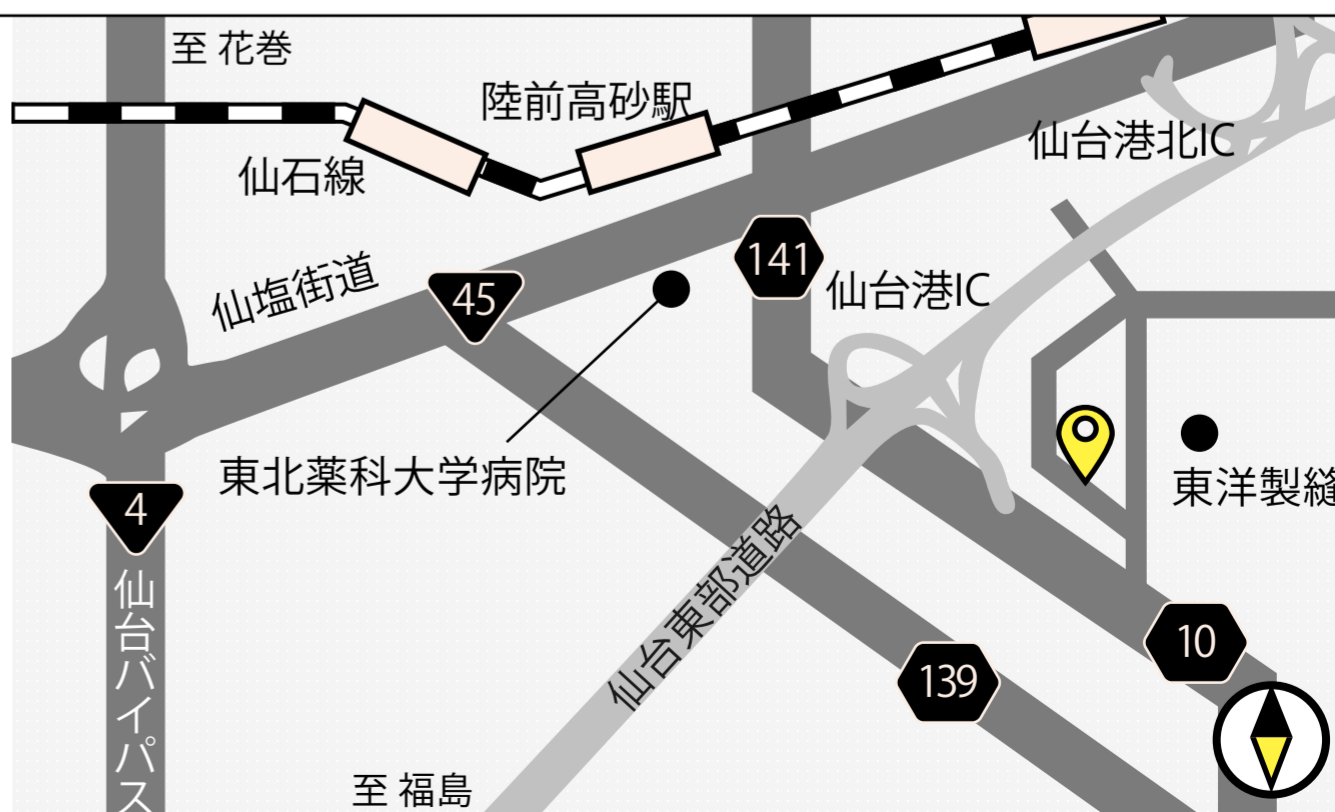 至 花巻
陸前高砂駅
仙台港北IC
仙石線
141
仙塩街道
45
仙台港IC
東北薬科大学病院
東洋製縫
4
仙台バイパス
仙台東部道路
10
139
至 福島